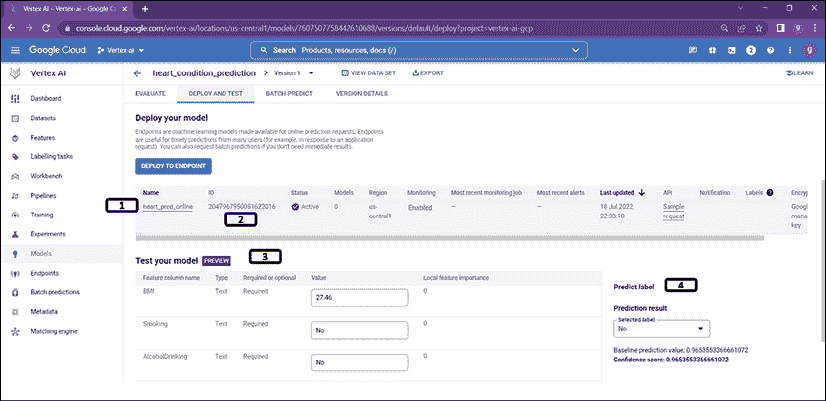 Vertex AI – Vertex-ai – Google Clo
console.cloud.google.com/vertex-ai/locations/us-central1/models/7607507758442610688/versions/default/deploy?project=vertex-ai-gcp
Google Cloud
Vertex-ai
Search Products, resources, docs (/)
2
g
Vertex AI
heart_condition_prediction
Version 1
VIEW DATA SET
EXPORT
LEARN
EVALUATE
DEPLOY AND TEST
BATCH PREDICT
VERSION DETAILS
Dashboard
Datasets
Features
Labelling tasks
Workbench
Pipelines
Training
Experiments
Models
Endpoints
Batch predictions
Metadata
Matching engine
Deploy your model
Endpoints are machine learning models made available for online prediction requests. Endpoints
are useful for timely predictions from many users (for example, in response to an application
request). You can also request batch predictions if you don't need immediate results.
DEPLOY TO ENDPOINT
Name ID Status Models Region Monitoring Most recent monitoring job Most recent alerts Last updated API Notification Labels Encryp
1 heart_pred_online 2047967950081622016 Active 0 us-central1 Enabled — — 18 Jul 2022, Sample request Googl
mana
key
2
Test your model PREVIEW
3
Feature column name Type Required or optional Value Local feature importance
BMI Text Required 27.46 0
Smoking Text Required No 0
AlcoholDrinking Text Required No 0
Predict label
4
Prediction result
Selected label
No
Baseline prediction value: 0.9653553366661072
Confidence score: 0.9653553366661072